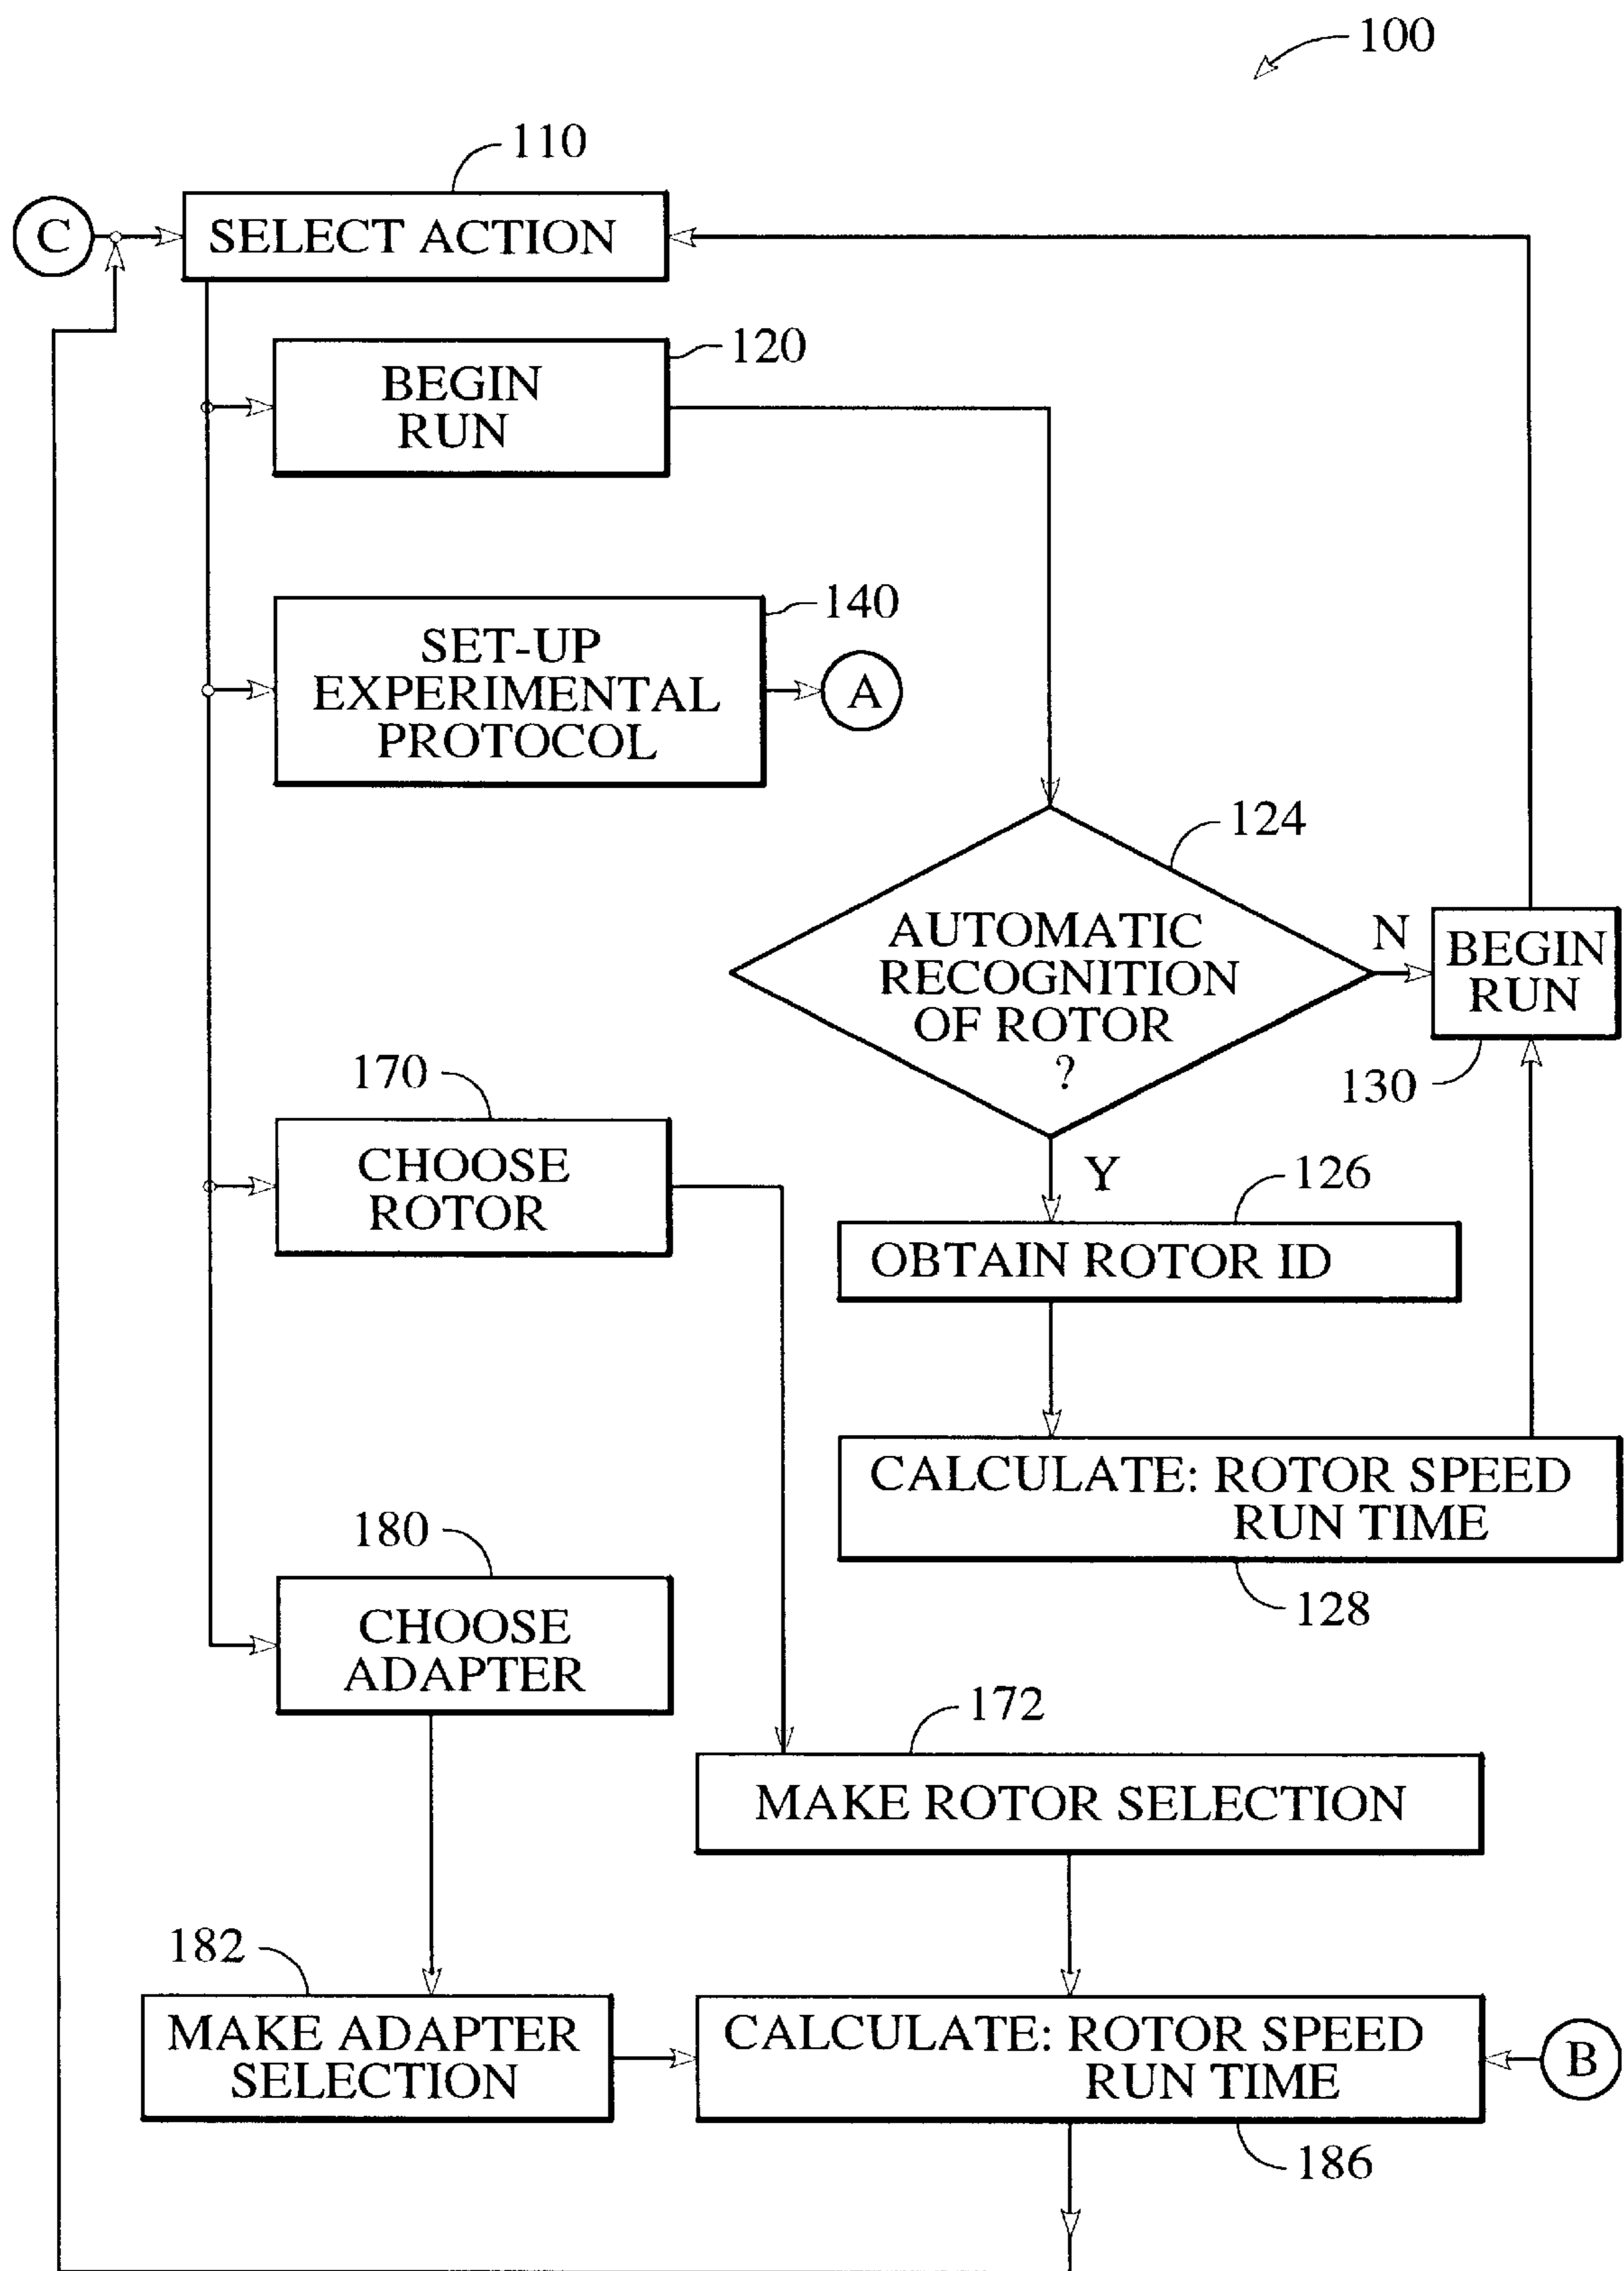 100
110
C
SELECT ACTION
120
BEGIN
RUN
140
SET-UP
EXPERIMENTAL
PROTOCOL
A
124
AUTOMATIC
RECOGNITION
OF ROTOR
?
N
BEGIN
RUN
130
170
CHOOSE
ROTOR
Y
126
OBTAIN ROTOR ID
CALCULATE: ROTOR SPEED
RUN TIME
128
180
CHOOSE
ADAPTER
172
MAKE ROTOR SELECTION
182
MAKE ADAPTER
SELECTION
CALCULATE: ROTOR SPEED
RUN TIME
B
186